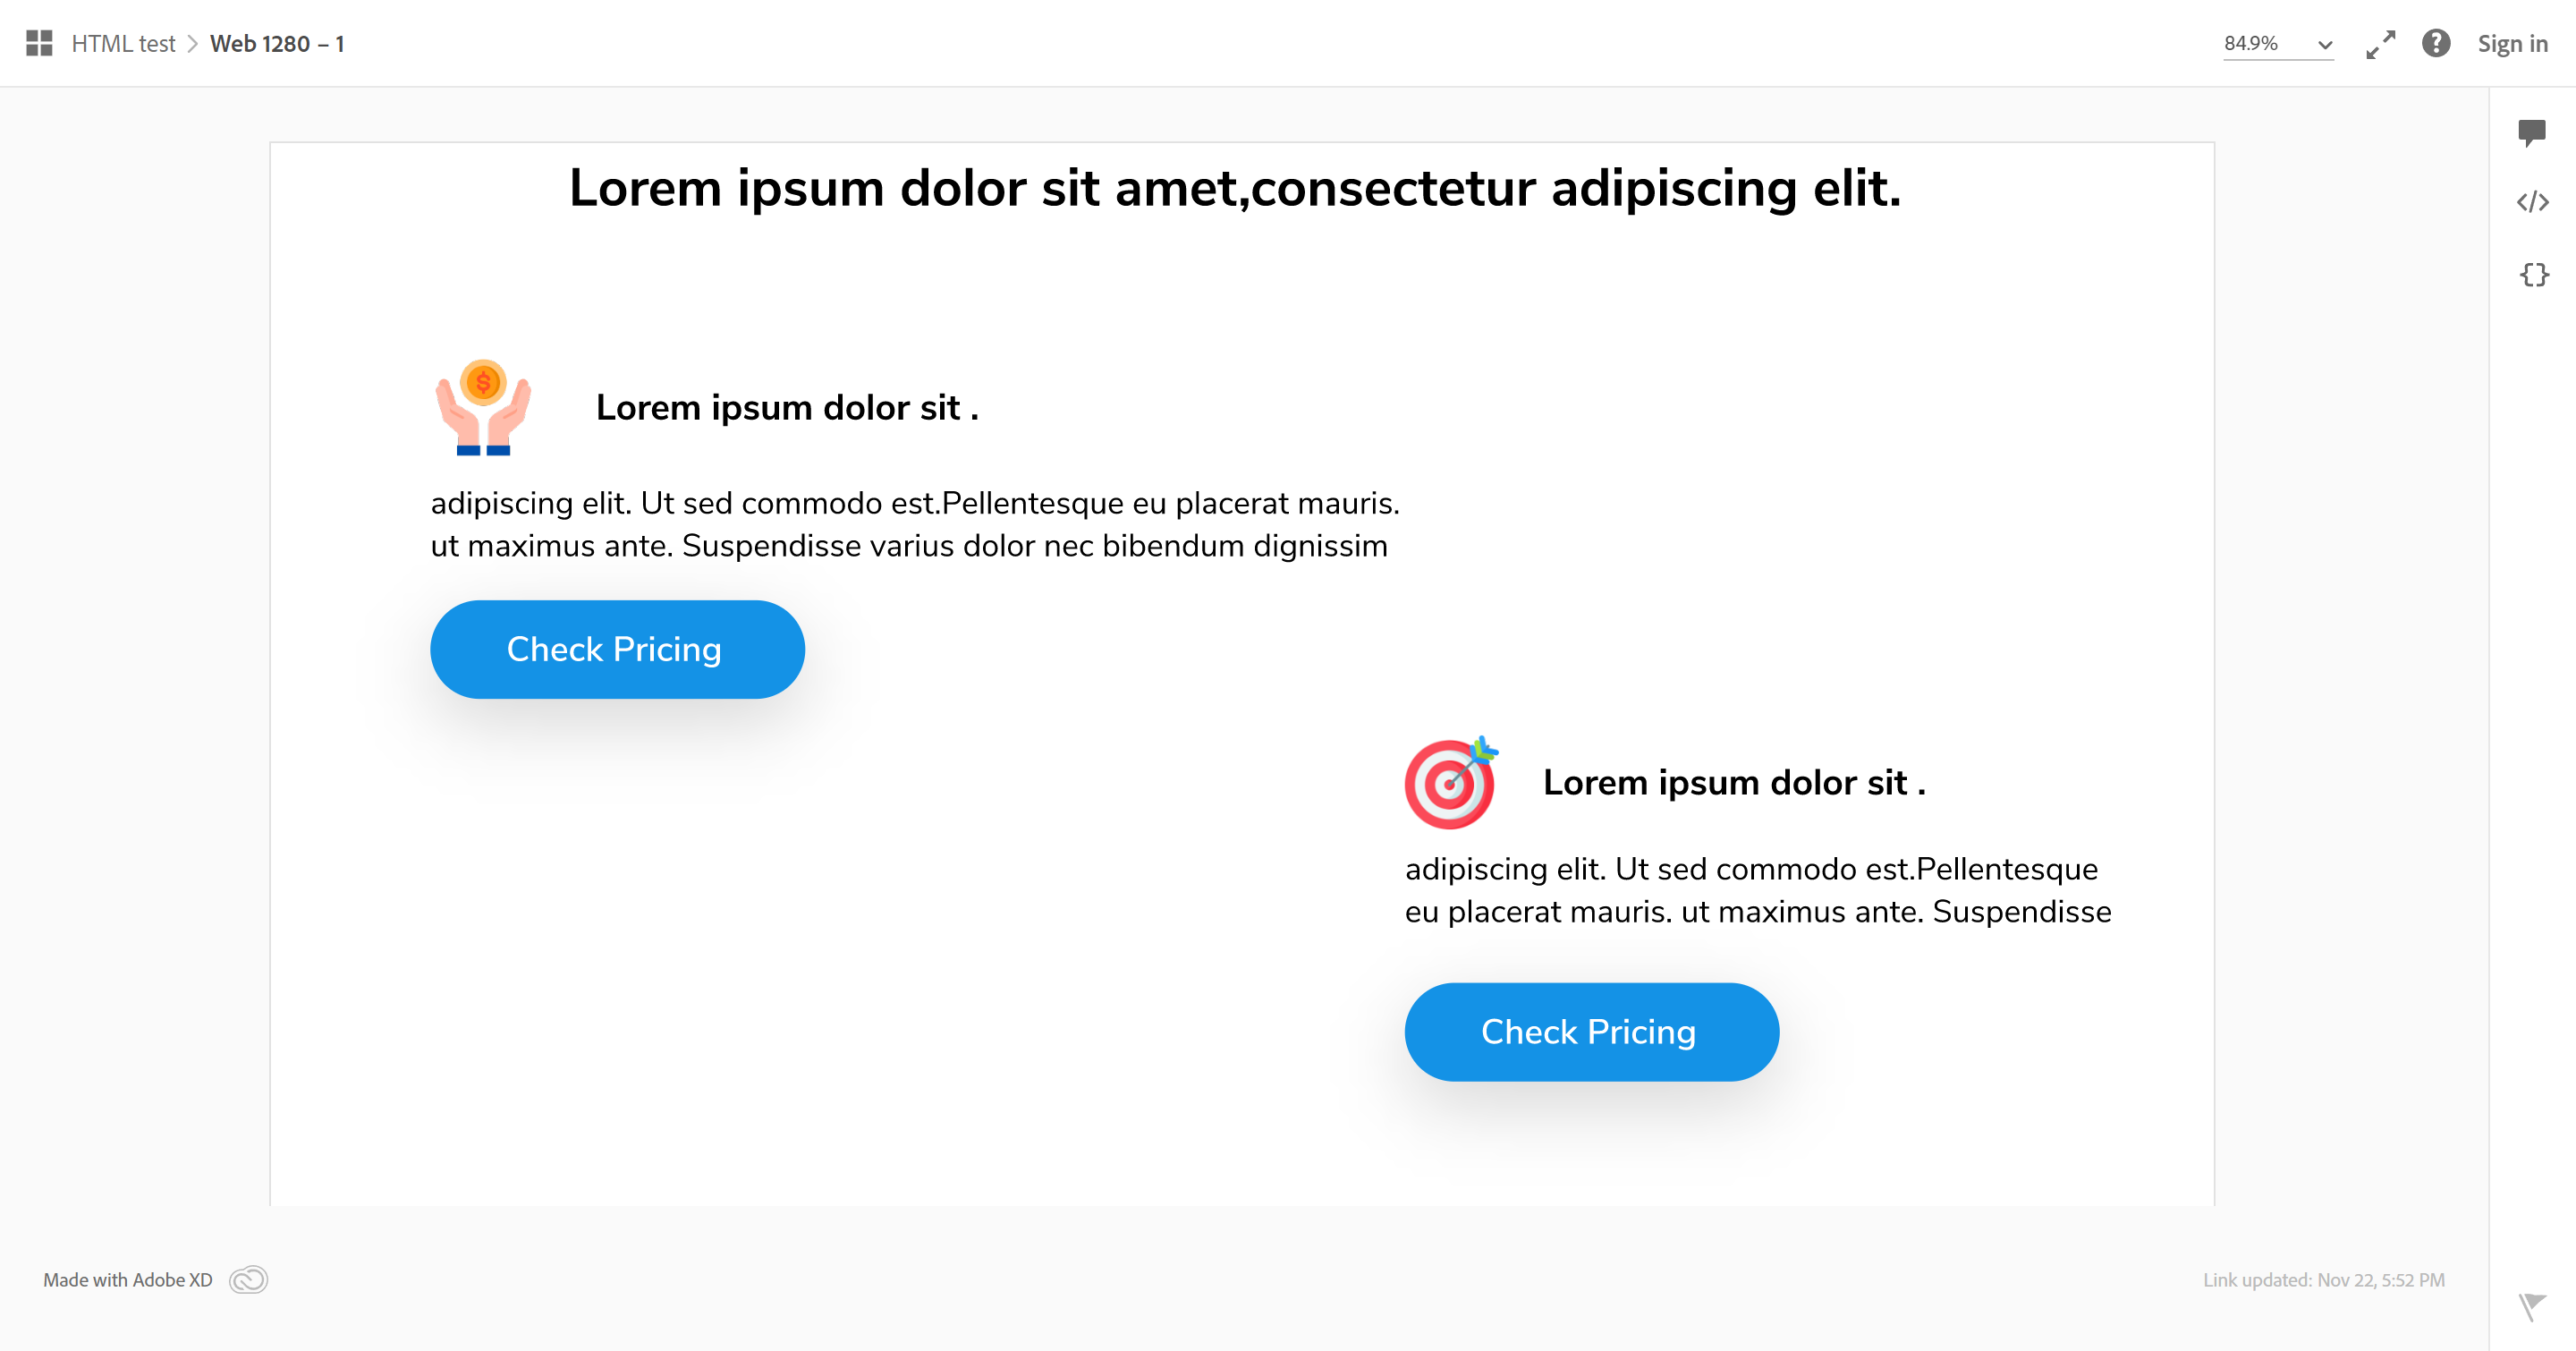 HTML test > Web 1280 – 1
84.9%
Sign in
Lorem ipsum dolor sit amet,consectetur adipiscing elit.
$
Lorem ipsum dolor sit .
adipiscing elit. Ut sed commodo est.Pellentesque eu placerat mauris.
ut maximus ante. Suspendisse varius dolor nec bibendum dignissim
Check Pricing
Lorem ipsum dolor sit .
adipiscing elit. Ut sed commodo est.Pellentesque
eu placerat mauris. ut maximus ante. Suspendisse
Check Pricing
Made with Adobe XD
Link updated: Nov 22, 5:52 PM